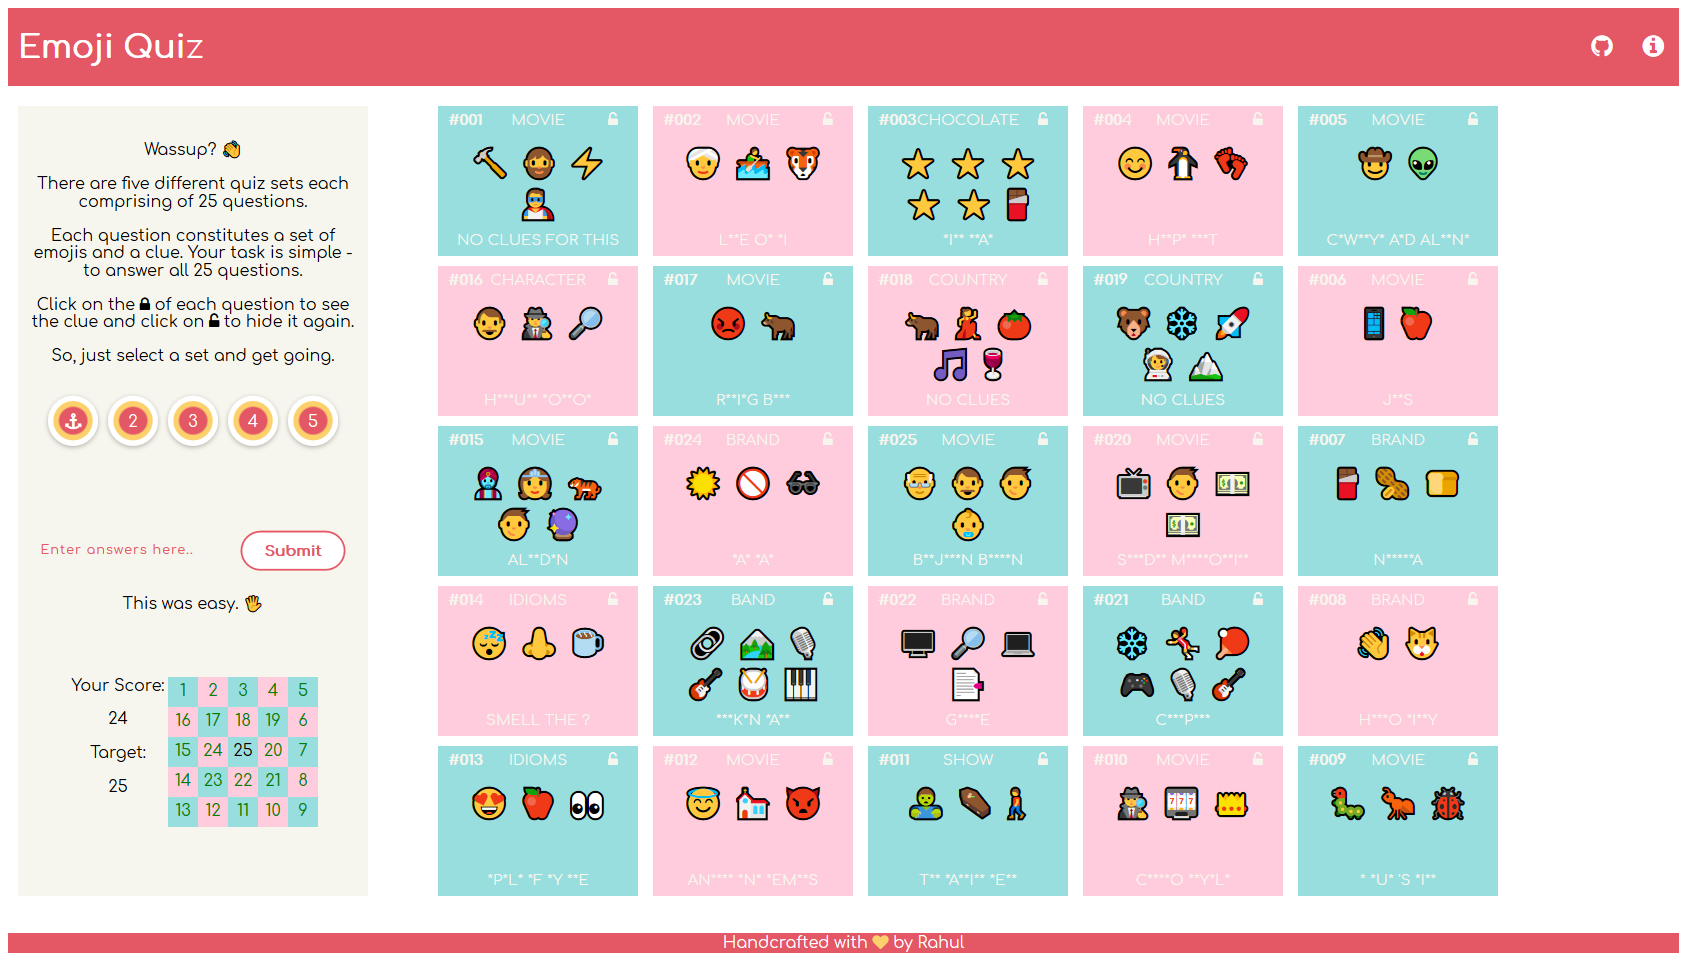 Emoji Quiz
Wassup?
There are five different quiz sets each
comprising of 25 questions.
Each question constitutes a set of
emojis and a clue. Your task is simple -
to answer all 25 questions.
Click on the of each question to see
the clue and click on to hide it again.
So, just select a set and get going.
2 3 4 5
Enter answers here.. Submit
This was easy.
Your Score:
24
Target:
25
1 2 3 4 5
16 17 18 19 6
15 24 25 20 7
14 23 22 21 8
13 12 11 10 9
#001 MOVIE
NO CLUES FOR THIS
#002 MOVIE
L**E O* *I
#003CHOCOLATE
*I** **A*
#004 MOVIE
H**P* ***T
#005 MOVIE
C*W**Y* A*D AL**N*
#016 CHARACTER
H***U** *O**O*
#017 MOVIE
R**I*G B***
#018 COUNTRY
NO CLUES
#019 COUNTRY
NO CLUES
#006 MOVIE
J**S
#015 MOVIE
AL**D*N
#024 BRAND
*A* *A*
#025 MOVIE
B**J***N B****N
#020 MOVIE
S***D** M****O**I**
#007 BRAND
N*****A
#014 IDIOMS
SMELL THE ?
#023 BAND
***K*N *A**
#022 BRAND
G****E
#021 BAND
C***P***
#008 BRAND
H***O *I**Y
#013 IDIOMS
*P*L* *F *Y **E
#012 MOVIE
AN**** *N* *EM**S
#011 SHOW
T** *A**I** *E**
#010 MOVIE
C****O **Y*L*
#009 MOVIE
* *U* 'S *I**
Handcrafted with by Rahul